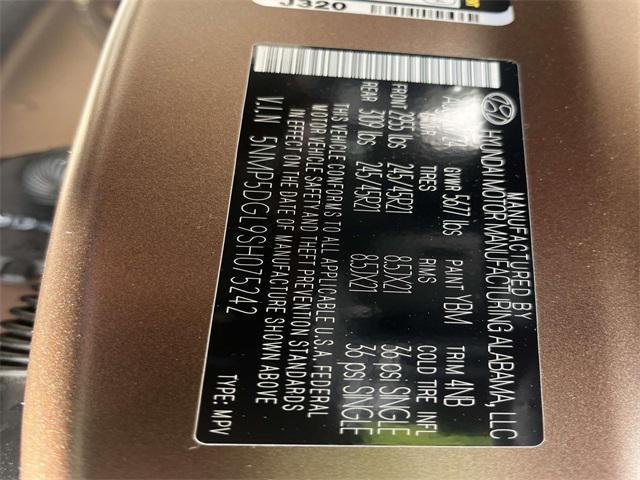 J320
MANUFACTURED BY
HYUNDAI MOTOR MANUFACTURING ALABAMA, LLC
GVWR 5677 lbs PAINT YBM TRIM 4NB
TIRES RIMS COLD TIRE INFL
FRONT 2955 lbs 245/45R21 8.5JX21 36 psi SINGLE
REAR 3109 lbs 245/45R21 8.5JX21 36 psi SINGLE
THIS VEHICLE CONFORMS TO ALL APPLICABLE U.S.A. FEDERAL
MOTOR VEHICLE SAFETY AND THEFT PREVENTION STANDARDS
IN EFFECT ON THE DATE OF MANUFACTURE SHOWN ABOVE
V.I.N 5NMP5DGL9SH075242
TYPE: MPV